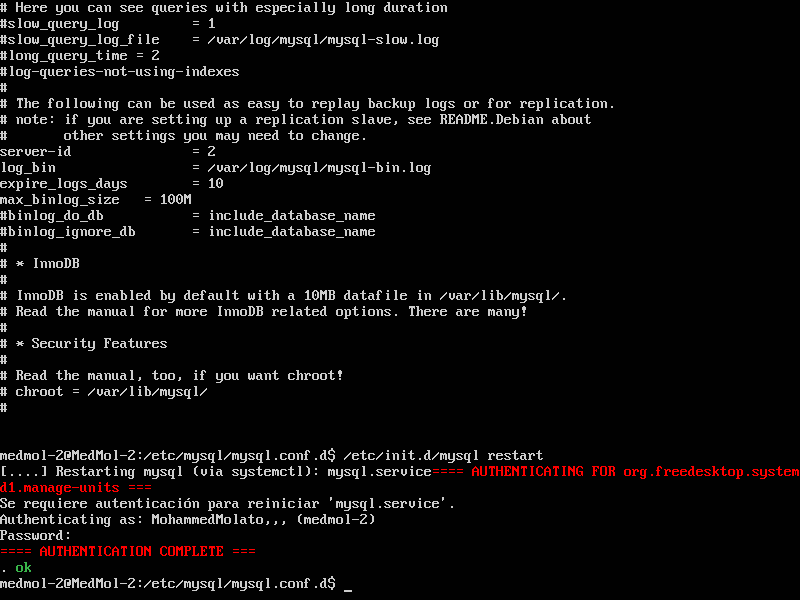 # Here you can see queries with especially long duration
#slow_query_log         = 1
#slow_query_log_file    = /var/log/mysql/mysql-slow.log
#long_query_time = 2
#log-queries-not-using-indexes
#
# The following can be used as easy to replay backup logs or for replication.
# note: if you are setting up a replication slave, see README.Debian about
#       other settings you may need to change.
server-id               = 2
log_bin                 = /var/log/mysql/mysql-bin.log
expire_logs_days        = 10
max_binlog_size   = 100M
#binlog_do_db           = include_database_name
#binlog_ignore_db       = include_database_name
#
# * InnoDB
#
# InnoDB is enabled by default with a 10MB datafile in /var/lib/mysql/.
# Read the manual for more InnoDB related options. There are many!
#
# * Security Features
#
# Read the manual, too, if you want chroot!
# chroot = /var/lib/mysql/
#
medmol-2@MedMol-2:/etc/mysql/mysql.conf.d$ /etc/init.d/mysql restart
[....] Restarting mysql (via systemctl): mysql.service==== AUTHENTICATING FOR org.freedesktop.system
d1.manage-units ===
Se requiere autenticación para reiniciar 'mysql.service'.
Authenticating as: MohammedMolato,,, (medmol-2)
Password:
==== AUTHENTICATION COMPLETE ===
. ok
medmol-2@MedMol-2:/etc/mysql/mysql.conf.d$ _